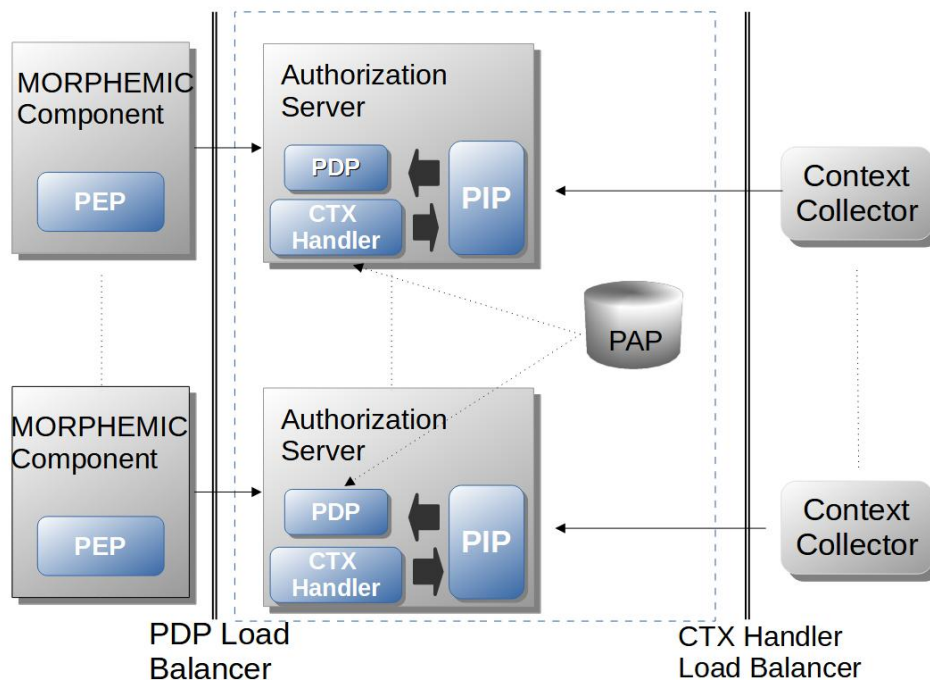 MORPHEMIC
Component
PEP
Authorization
Server
PDP
CTX
Handler
PIP
Context
Collector
PAP
MORPHEMIC
Component
PEP
Authorization
Server
PDP
CTX
Handler
PIP
Context
Collector
PDP Load
Balancer
CTX Handler
Load Balancer